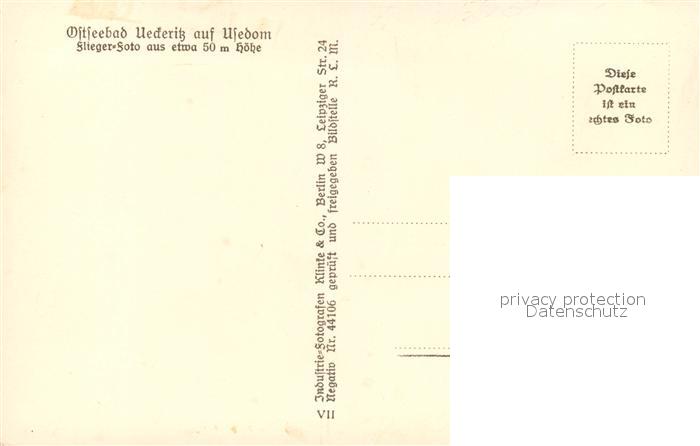 Ostseebad Ueckeritz auf Usedom
Flieger-Foto aus etwa 50 m Höhe
Industrie-Fotografen Klinke & Co., Berlin W 8, Leipziger Str. 24
Negativ Nr. 44106 geprüft und freigegeben Bildstelle R. L. M.
VII
Diese
Postkarte
ist ein
echtes Foto
privacy protection
Datenschutz